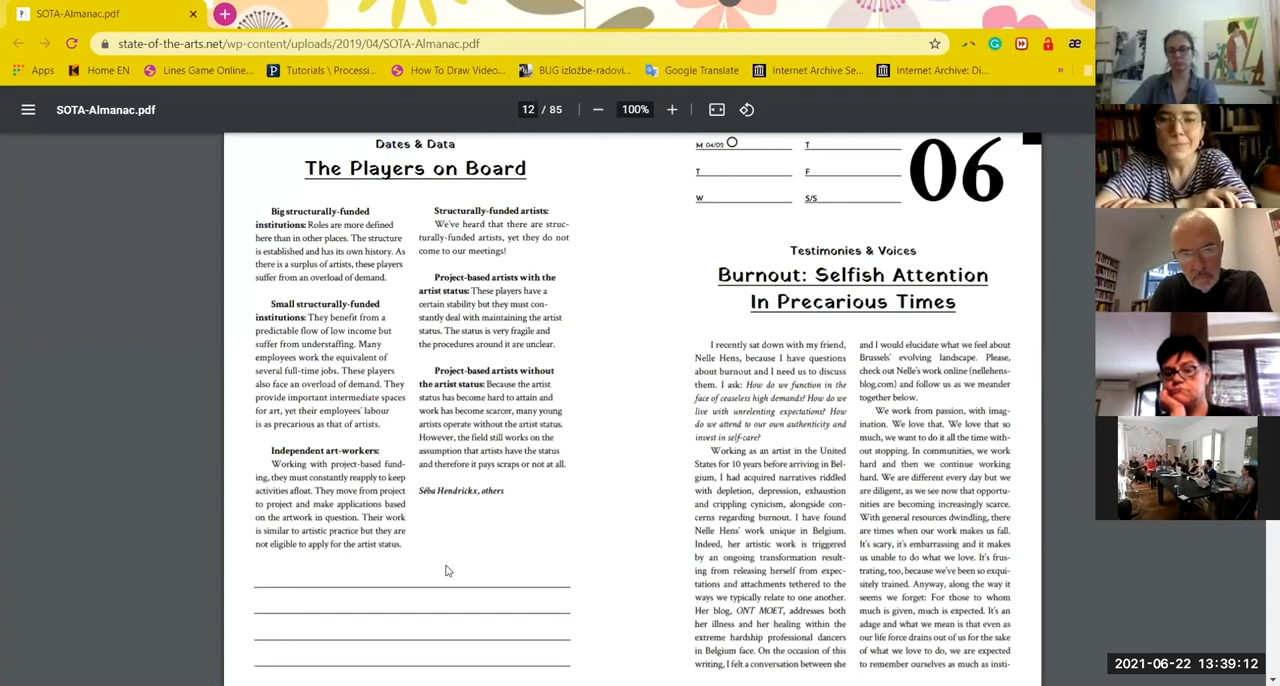 SOTA-Almanac.pdf
state-of-the-arts.net/wp-content/uploads/2019/04/SOTA-Almanac.pdf
Apps
Home EN
Lines Game Online...
Tutorials \ Processi...
How To Draw Video...
BUG izložbe-radovi...
Google Translate
Internet Archive Se...
Internet Archive: Di...
»
SOTA-Almanac.pdf
12 / 85
100%
Dates & Data
The Players on Board
Big structurally-funded
institutions: Roles are more defined
here than in other places. The structure
is established and has its own history. As
there is a surplus of artists, these players
suffer from an overload of demand.
Small structurally-funded
institutions: They benefit from a
predictable flow of low income but
suffer from understaffing. Many
employees work the equivalent of
several full-time jobs. These players
also face an overload of demand. They
provide important intermediate spaces
for art, yet their employees' labour
is as precarious as that of artists.
Independent art-workers:
Working with project-based fund-
ing, they must constantly reapply to keep
activities afloat. They move from project
to project and make applications based
on the artwork in question. Their work
is similar to artistic practice but they are
not eligible to apply for the artist status.
Structurally-funded artists:
We've heard that there are struc-
turally-funded artists, yet they do not
come to our meetings!
Project-based artists with the
artist status: These players have a
certain stability but they must con-
stantly deal with maintaining the artist
status. The status is very fragile and
the procedures around it are unclear.
Project-based artists without
the artist status: Because the artist
status has become hard to attain and
work has become scarcer, many young
artists operate without the artist status.
However, the field still works on the
assumption that artists have the status
and therefore it pays scraps or not at all.
Séba Hendrickx, others
M 04/02
T
T
F
W
S/S
06
Testimonies & Voices
Burnout: Selfish Attention
In Precarious Times
I recently sat down with my friend,
Nelle Hens, because I have questions
about burnout and I need us to discuss
them. I ask: How do we function in the
face of ceaseless high demands? How do we
live with unrelenting expectations? How
do we attend to our own authenticity and
invest in self-care?
Working as an artist in the United
States for 10 years before arriving in Bel-
gium, I had acquired narratives riddled
with depletion, depression, exhaustion
and crippling cynicism, alongside con-
cerns regarding burnout. I have found
Nelle Hens' work unique in Belgium.
Indeed, her artistic work is triggered
by an ongoing transformation result-
ing from releasing herself from expec-
tations and attachments tethered to the
ways we typically relate to one another.
Her blog, ONT MOET, addresses both
her illness and her healing within the
extreme hardship professional dancers
in Belgium face. On the occasion of this
writing, I felt a conversation between she
and I would elucidate what we feel about
Brussels' evolving landscape. Please,
check out Nelle's work online (nellehens-
blog.com) and follow us as we meander
together below.
We work from passion, with imag-
ination. We love that. We love that so
much, we want to do it all the time with-
out stopping. In communities, we work
hard and then we continue working
hard. We are different every day but we
are diligent, as we see now that opportu-
nities are becoming increasingly scarce.
With general resources dwindling, there
are times when our work makes us fall.
It's scary, it's embarrassing and it makes
us unable to do what we love. It's frus-
trating, too, because we've been so exqui-
sitely trained. Anyway, along the way it
seems we forget: For those to whom
much is given, much is expected. It's an
adage and what we mean is that even as
our life force drains out of us for the sake
of what we love to do, we are expected
to remember ourselves as much as insti-
2021-06-22 13:39:12